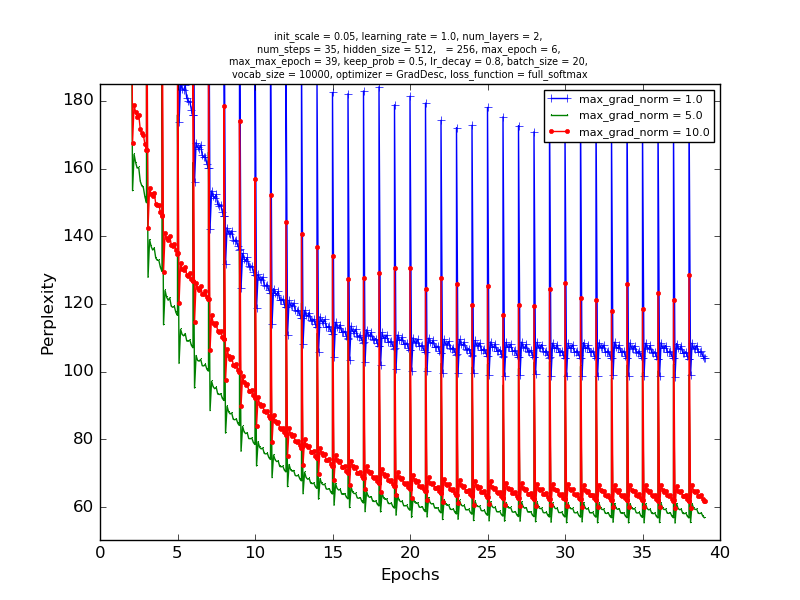 init_scale = 0.05, learning_rate = 1.0, num_layers = 2,
num_steps = 35, hidden_size = 512,   = 256, max_epoch = 6,
max_max_epoch = 39, keep_prob = 0.5, lr_decay = 0.8, batch_size = 20,
vocab_size = 10000, optimizer = GradDesc, loss_function = full_softmax
max_grad_norm = 1.0
max_grad_norm = 5.0
max_grad_norm = 10.0
180
160
140
120
100
80
60
Perplexity
0 5 10 15 20 25 30 35 40
Epochs